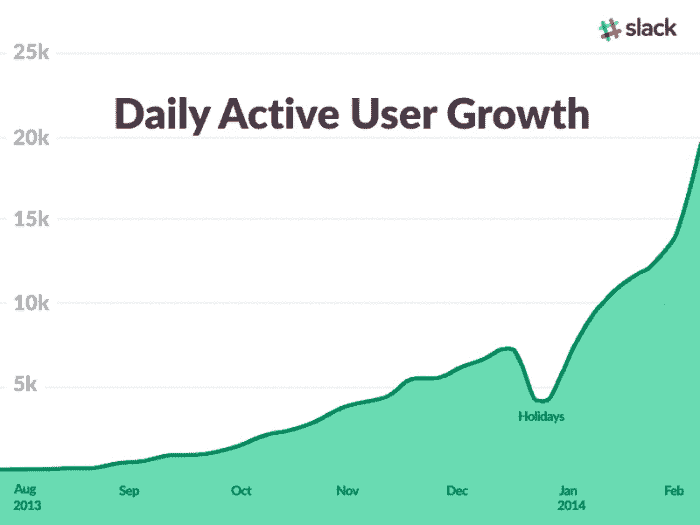 slack
25k
Daily Active User Growth
20k
15k
10k
5k
Holidays
Aug Sep Oct Nov Dec Jan Feb
2013 2014